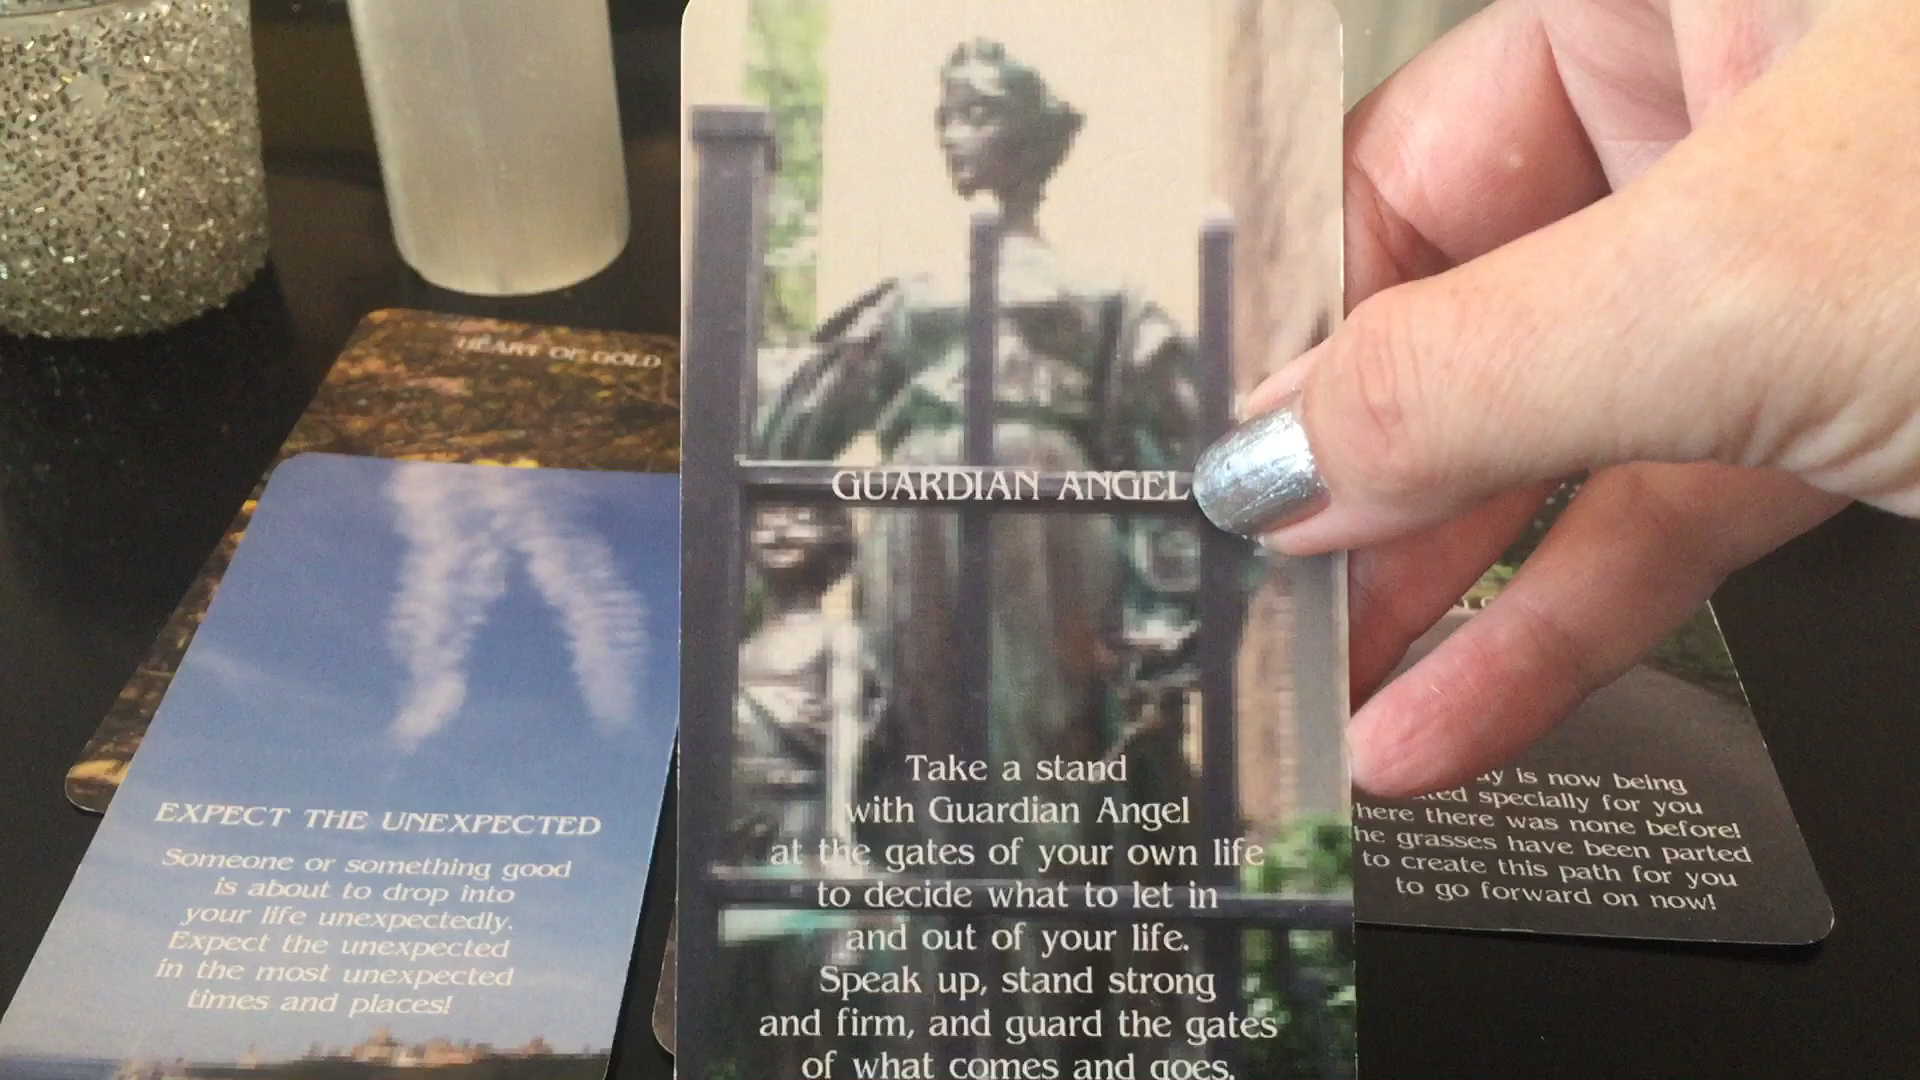 HEART OF GOLD
EXPECT THE UNEXPECTED
Someone or something good
is about to drop into
your life unexpectedly.
Expect the unexpected
in the most unexpected
times and places!
GUARDIAN ANGEL
Take a stand
with Guardian Angel
at the gates of your own life
to decide what to let in
and out of your life.
Speak up, stand strong
and firm, and guard the gates
of what comes and goes.
is now being
specially for you
there was none before!
grasses have been parted
to create this path for you
to go forward on now!